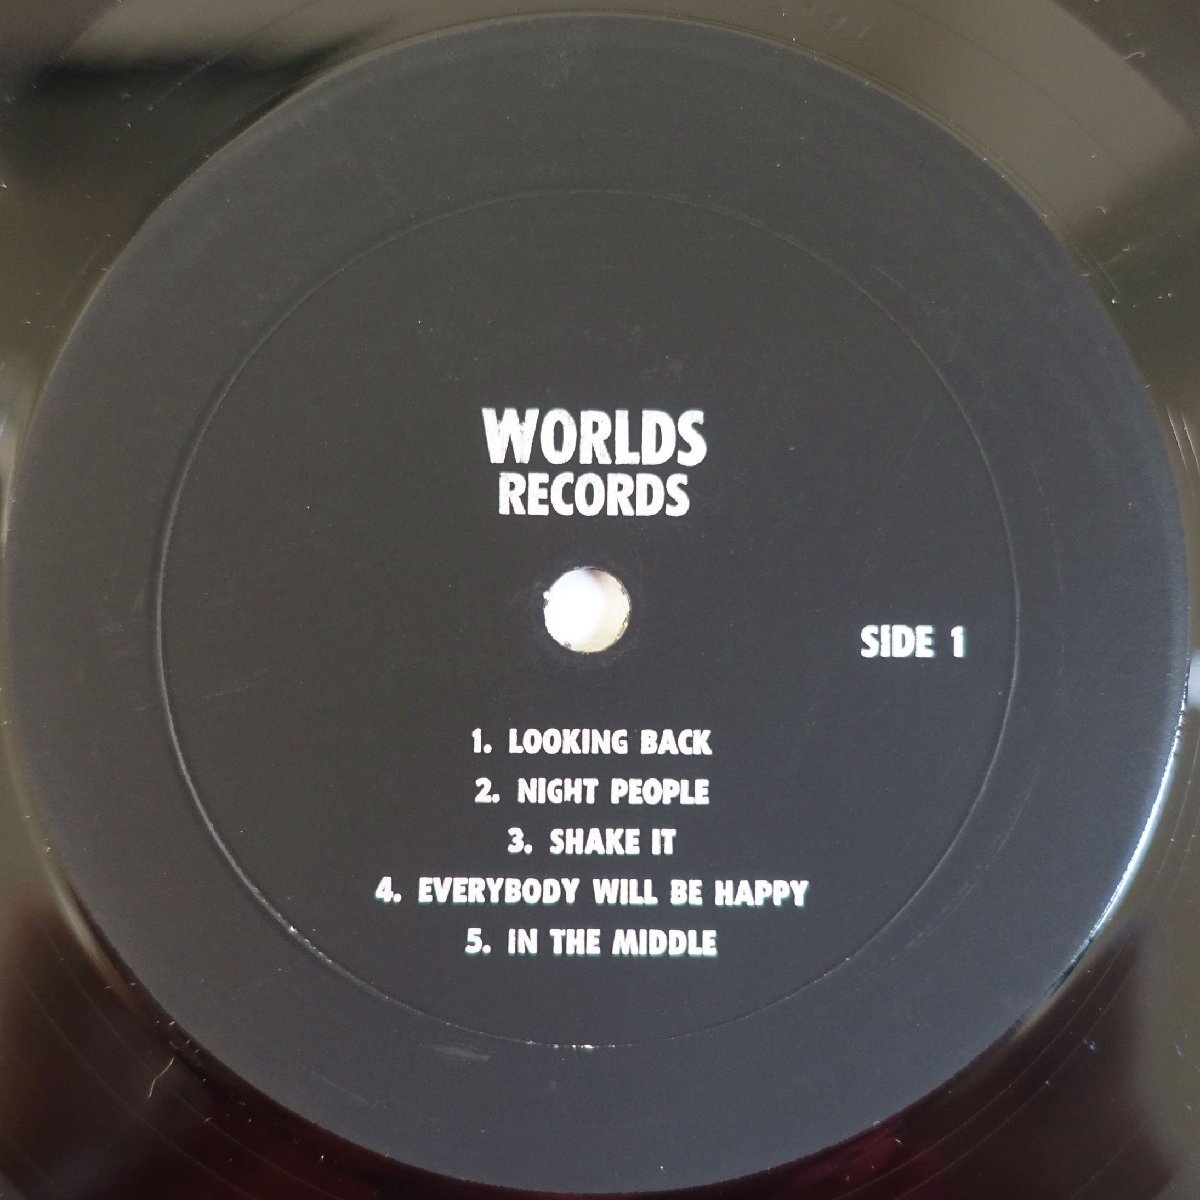 WORLDS
RECORDS
SIDE 1
1. LOOKING BACK
2. NIGHT PEOPLE
3. SHAKE IT
4. EVERYBODY WILL BE HAPPY
5. IN THE MIDDLE